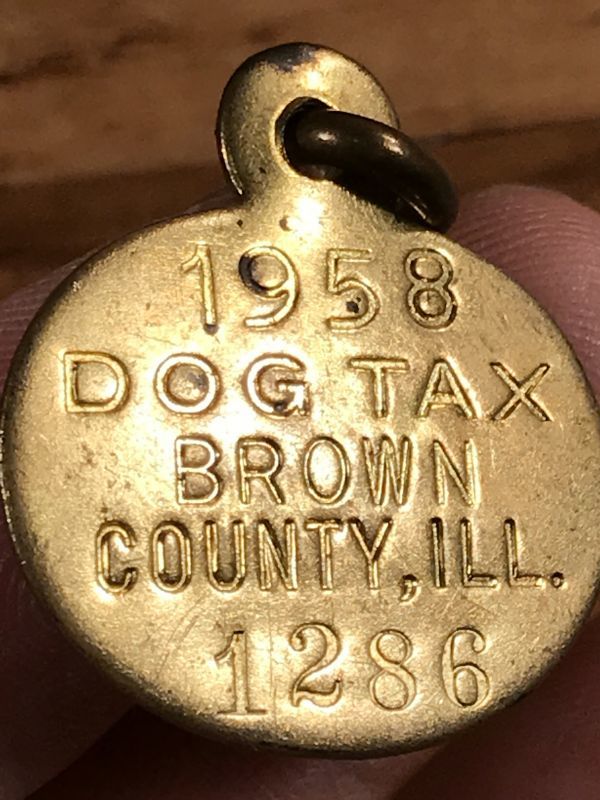 1958
DOG TAX
BROWN
COUNTY, ILL.
1286